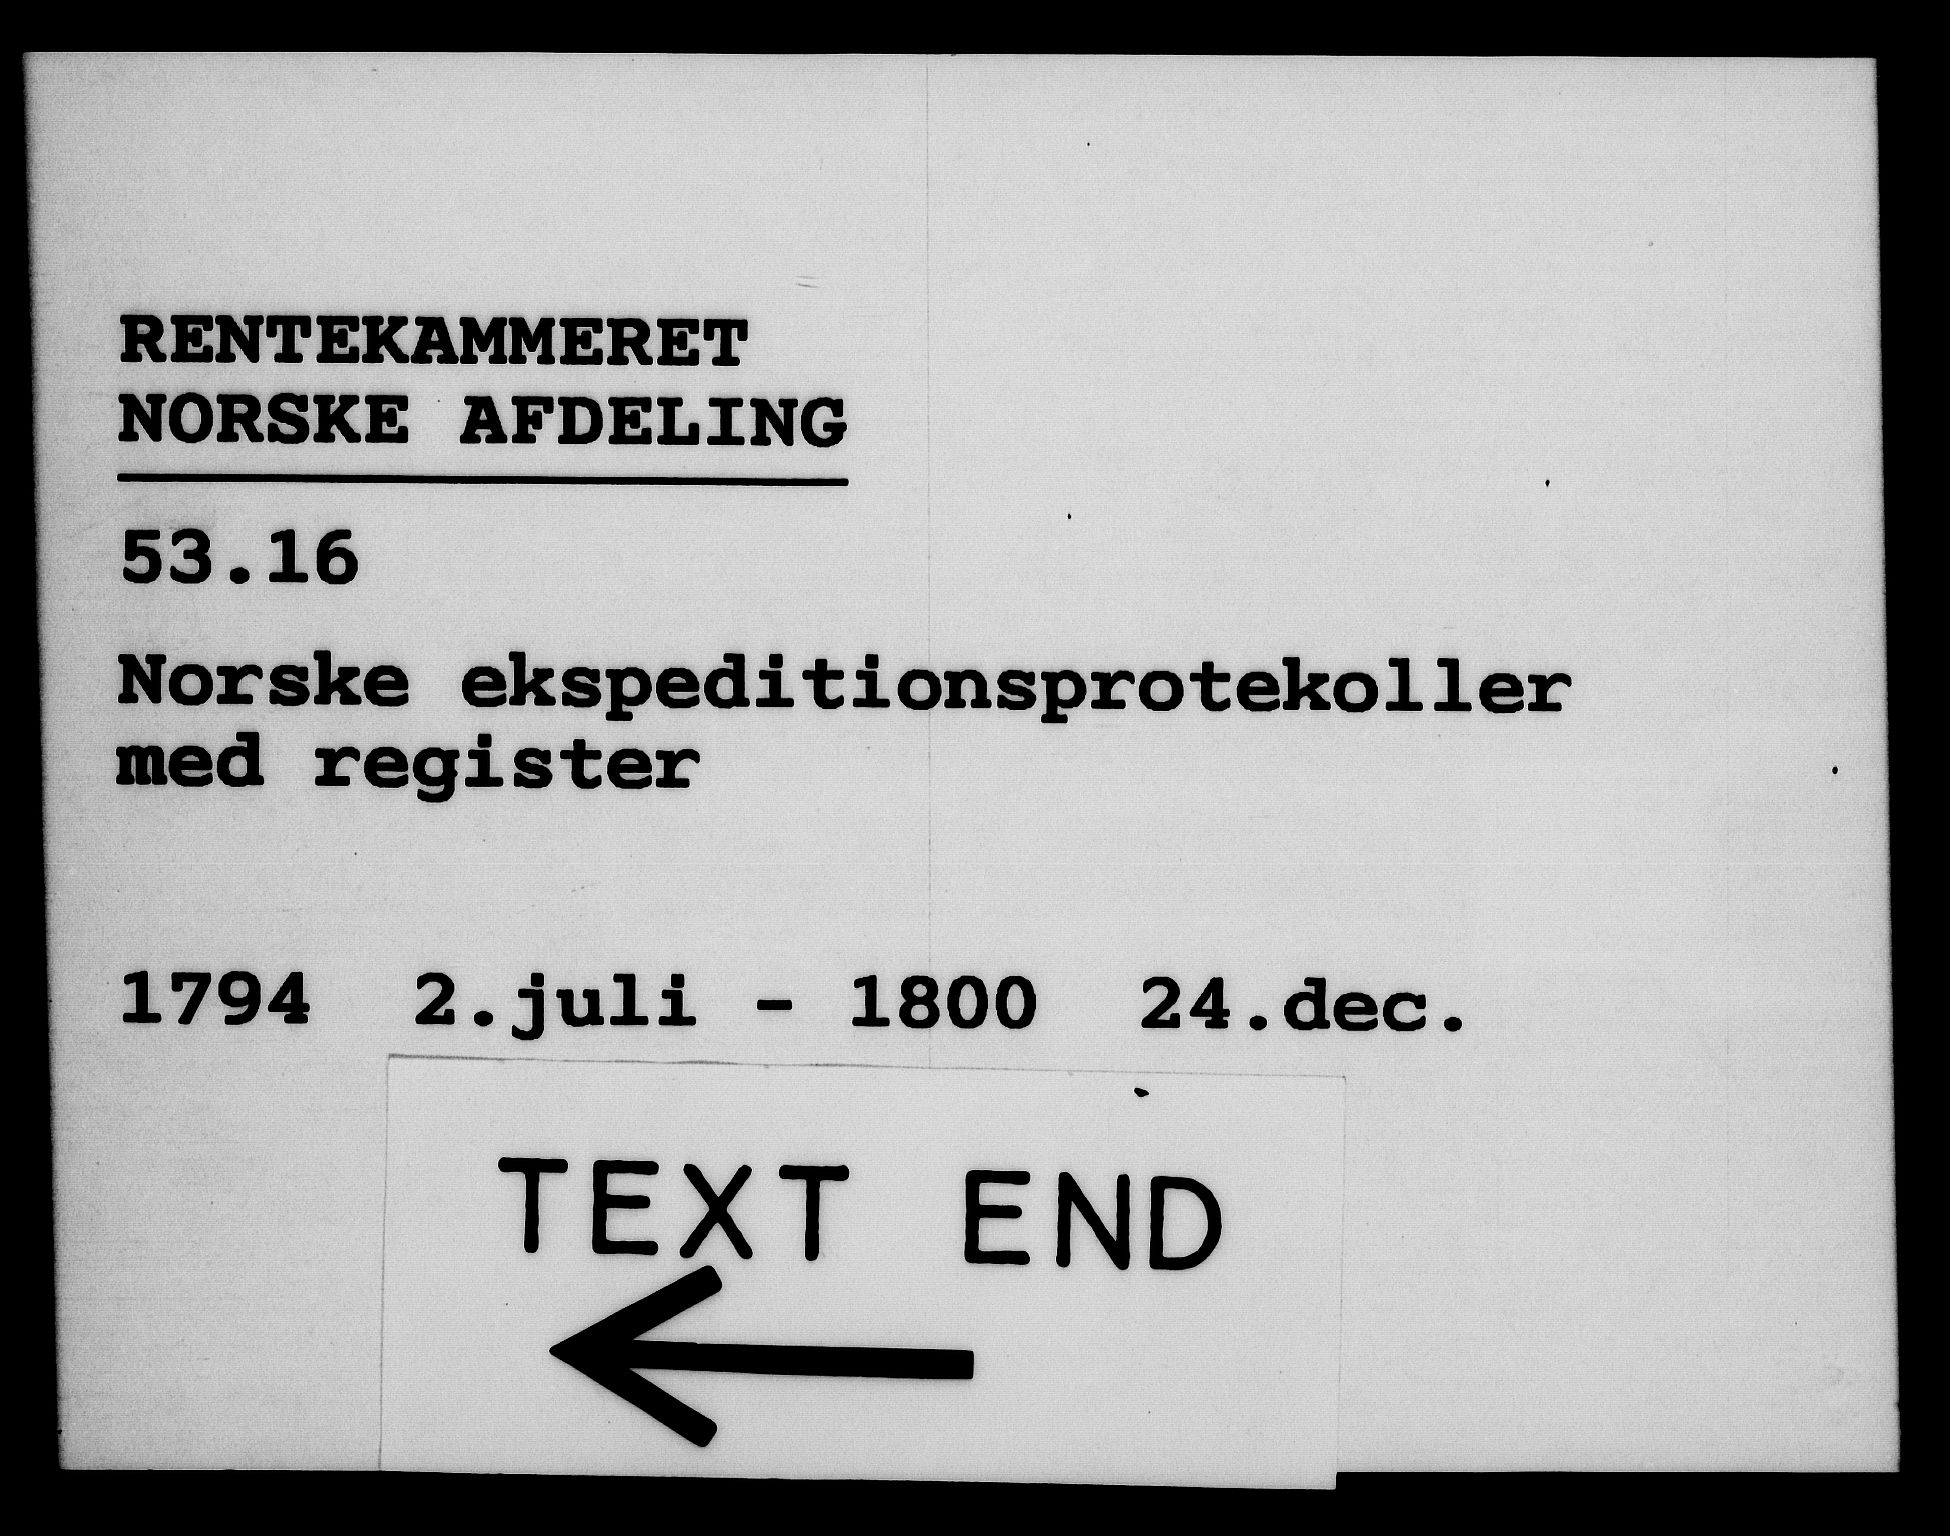 RENTEKAMMERET
NORSKE AFDELING
53.16
Norske ekspeditionsprotekoller
med register
1794 2.juli - 1800 24.dec.
TEXT END